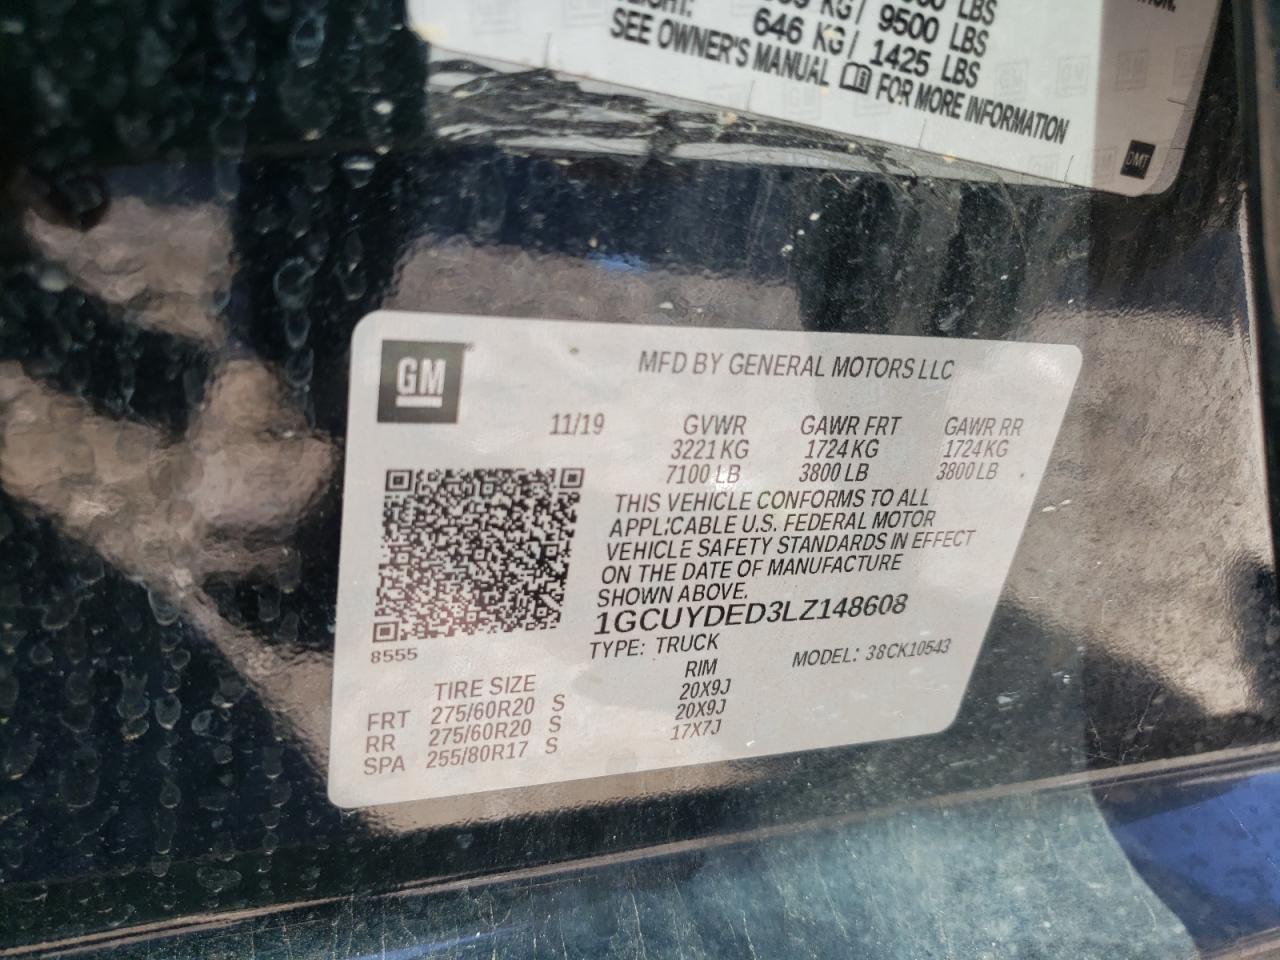 LBS
KG/ 9500 LBS
646 KG/ 1425 LBS
SEE OWNER'S MANUAL FOR MORE INFORMATION
DMT
GM
MFD BY GENERAL MOTORS LLC
11/19 GVWR GAWR FRT GAWR RR
3221 KG 1724 KG 1724 KG
7100 LB 3800 LB 3800 LB
THIS VEHICLE CONFORMS TO ALL
APPLICABLE U.S. FEDERAL MOTOR
VEHICLE SAFETY STANDARDS IN EFFECT
ON THE DATE OF MANUFACTURE
SHOWN ABOVE.
1GCUYDED3LZ148608
8555
TYPE: TRUCK MODEL: 38CK10543
TIRE SIZE RIM
FRT 275/60R20 S 20X9J
RR 275/60R20 S 20X9J
SPA 255/80R17 S 17X7J